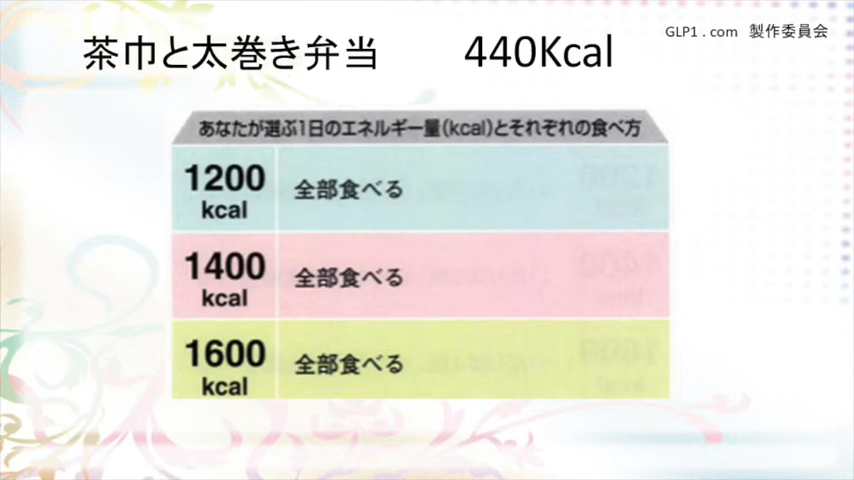 GLP1 . com 製作委員会
茶巾と太巻き弁当 440Kcal
あなたが選ぶ1日のエネルギー量(kcal)とそれぞれの食べ方
1200 kcal 全部食べる
1400 kcal 全部食べる
1600 kcal 全部食べる